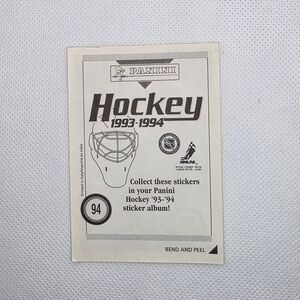 PANINI
Hockey
1993-1994
NHLPA
Collect these stickers
in your Panini
Hockey '93-'94
sticker album!
94
BEND AND PEEL